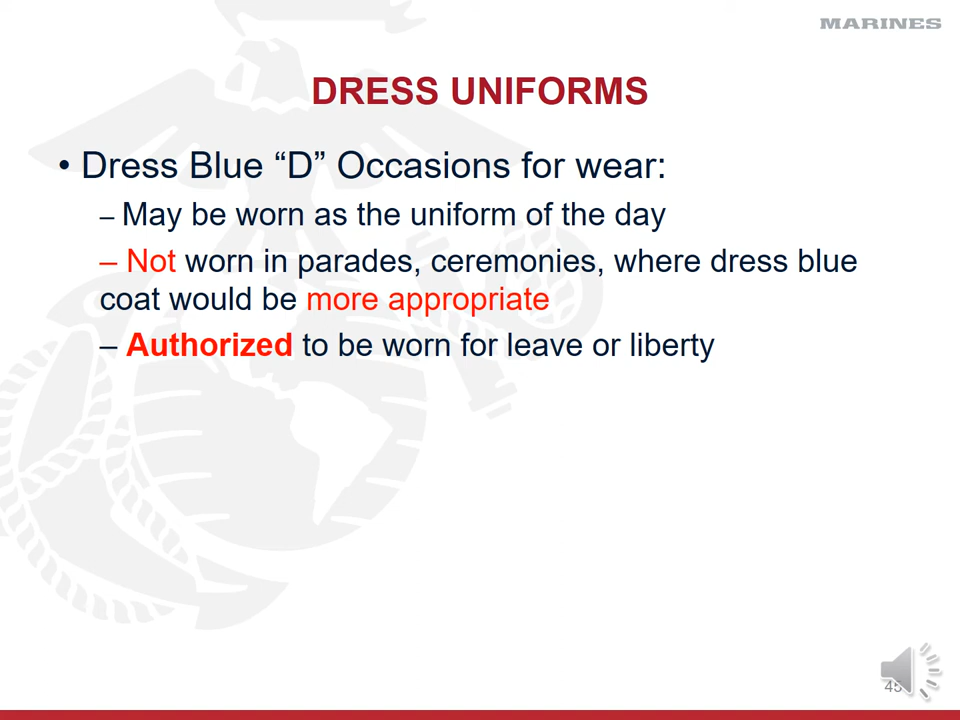 MARINES
DRESS UNIFORMS
• Dress Blue “D” Occasions for wear:
– May be worn as the uniform of the day
– Not worn in parades, ceremonies, where dress blue
coat would be more appropriate
– Authorized to be worn for leave or liberty